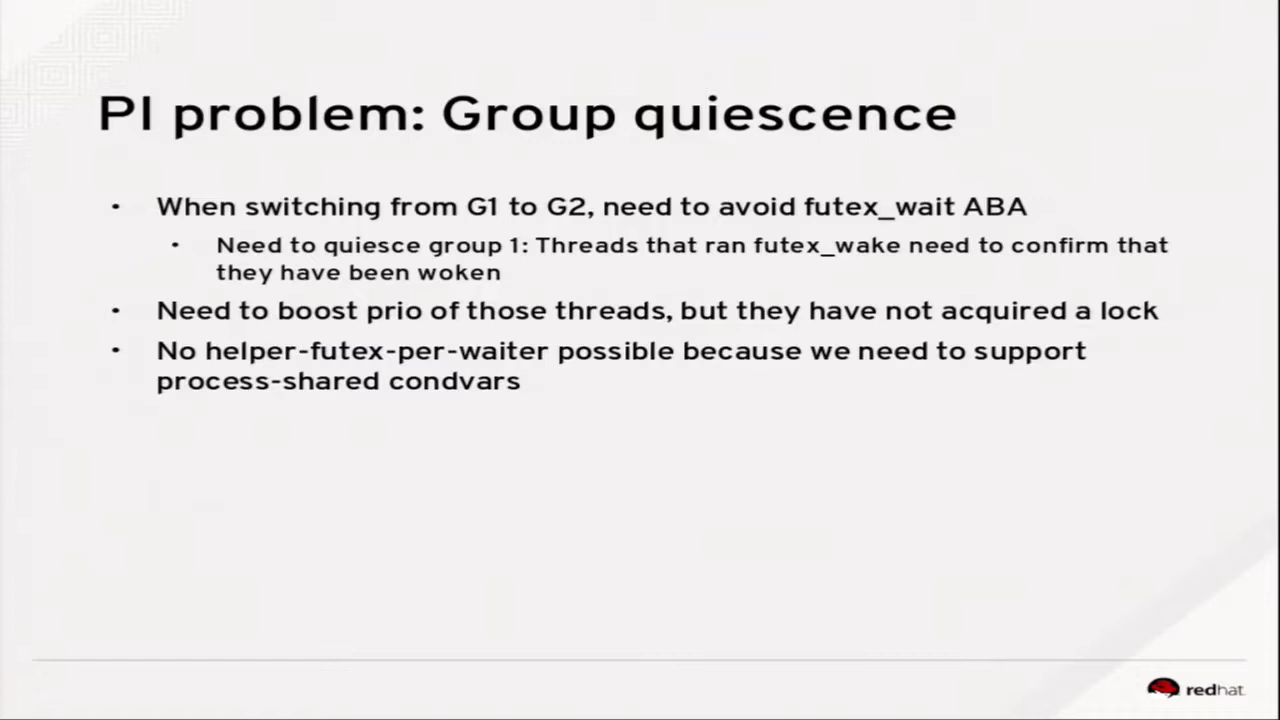 PI problem: Group quiescence
• When switching from G1 to G2, need to avoid futex_wait ABA
• Need to quiesce group 1: Threads that ran futex_wake need to confirm that
they have been woken
• Need to boost prio of those threads, but they have not acquired a lock
• No helper-futex-per-waiter possible because we need to support
process-shared condvars
redhat.